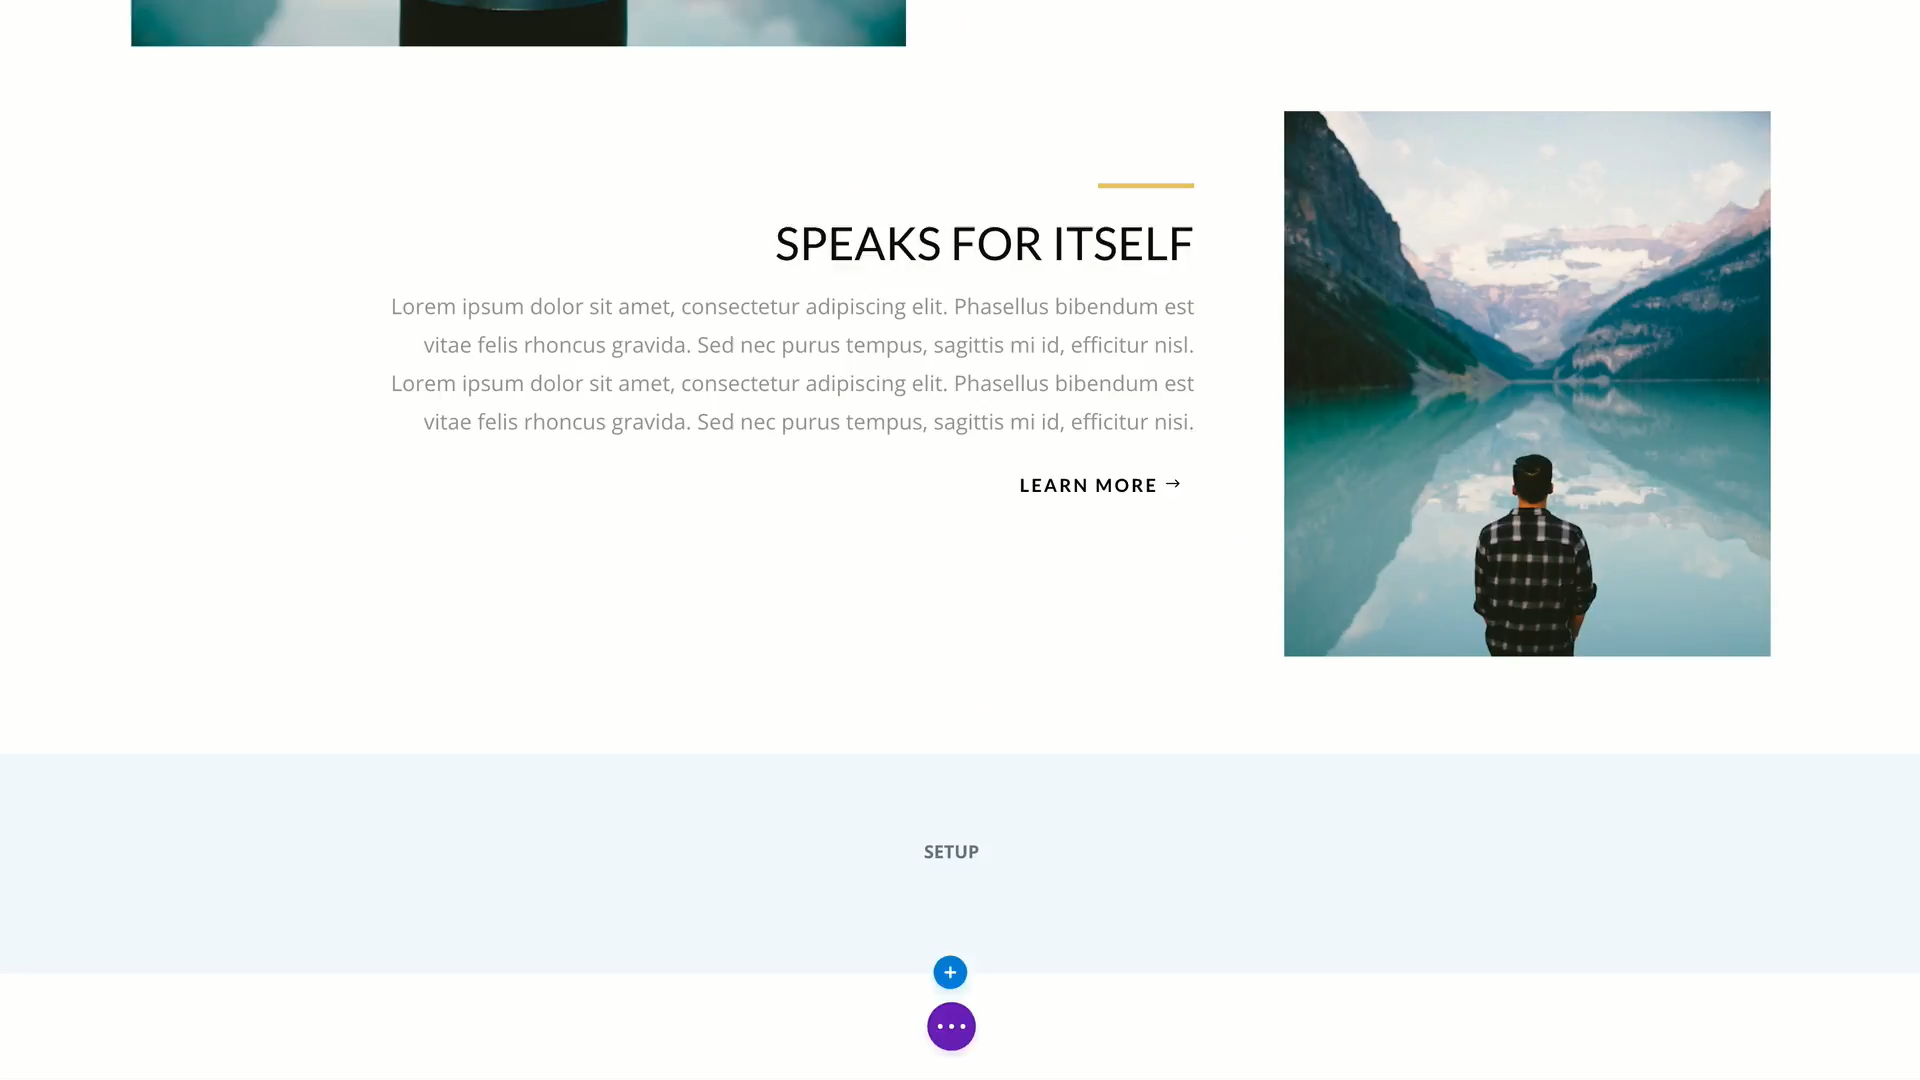 SPEAKS FOR ITSELF
Lorem ipsum dolor sit amet, consectetur adipiscing elit. Phasellus bibendum est
vitae felis rhoncus gravida. Sed nec purus tempus, sagittis mi id, efficitur nisl.
Lorem ipsum dolor sit amet, consectetur adipiscing elit. Phasellus bibendum est
vitae felis rhoncus gravida. Sed nec purus tempus, sagittis mi id, efficitur nisi.
LEARN MORE →
SETUP